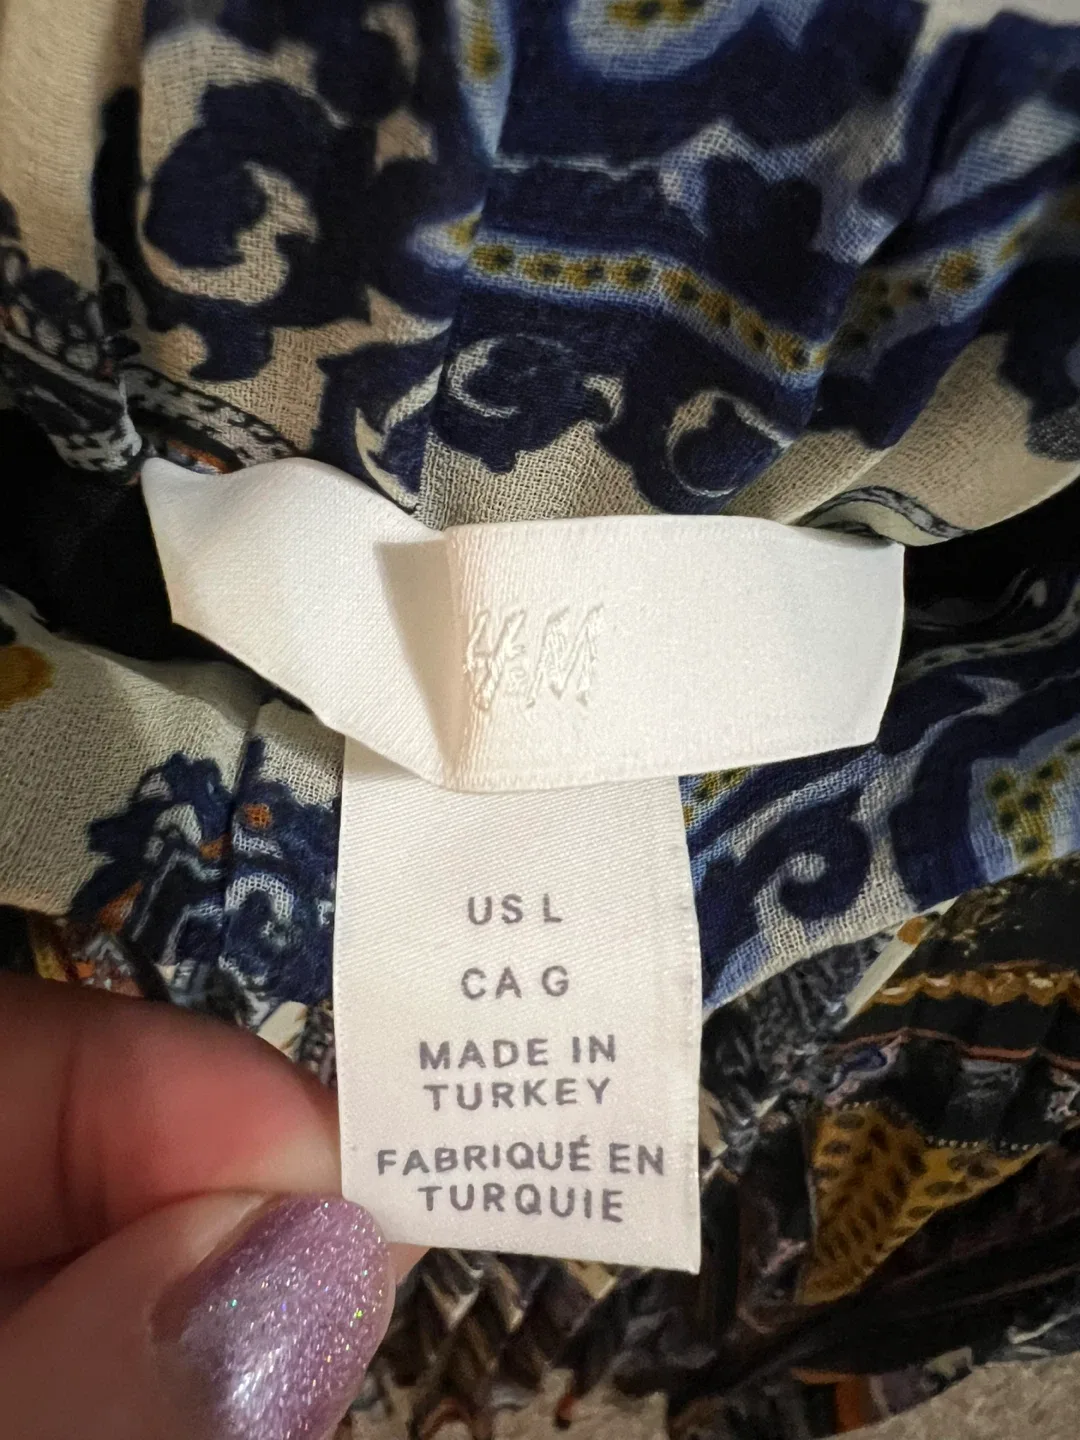 H&M
US L
CA G
MADE IN
TURKEY
FABRIQUÉ EN
TURQUIE